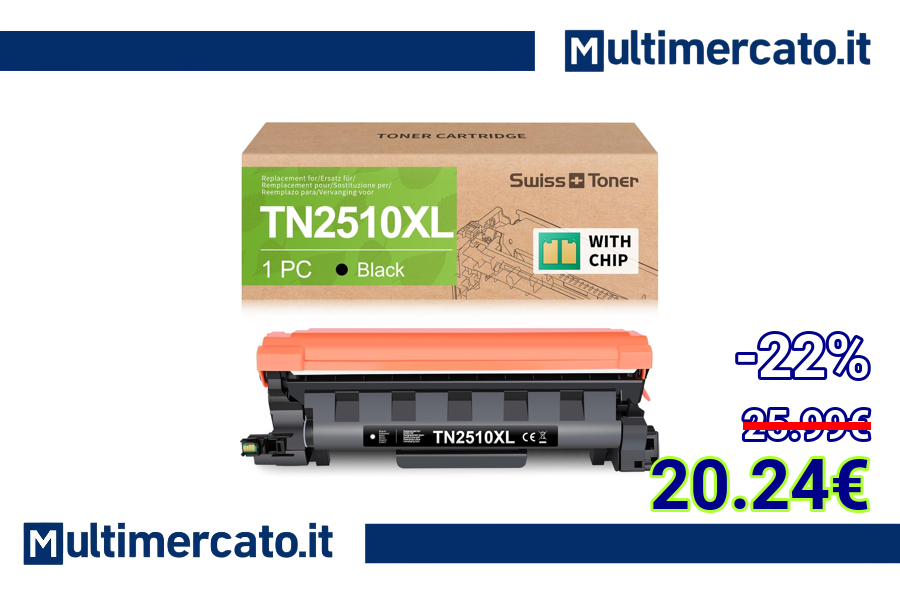 Multimercato.it
TONER CARTRIDGE
Replacement for/Ersatz für/
Remplacement pour/Sostituzione per/
Reemplazo para/Vervanging voor
Swiss Toner
TN2510XL
WITH
CHIP
1 PC ● Black
-22%
25.99€
TN2510XL CE
20.24€
Multimercato.it